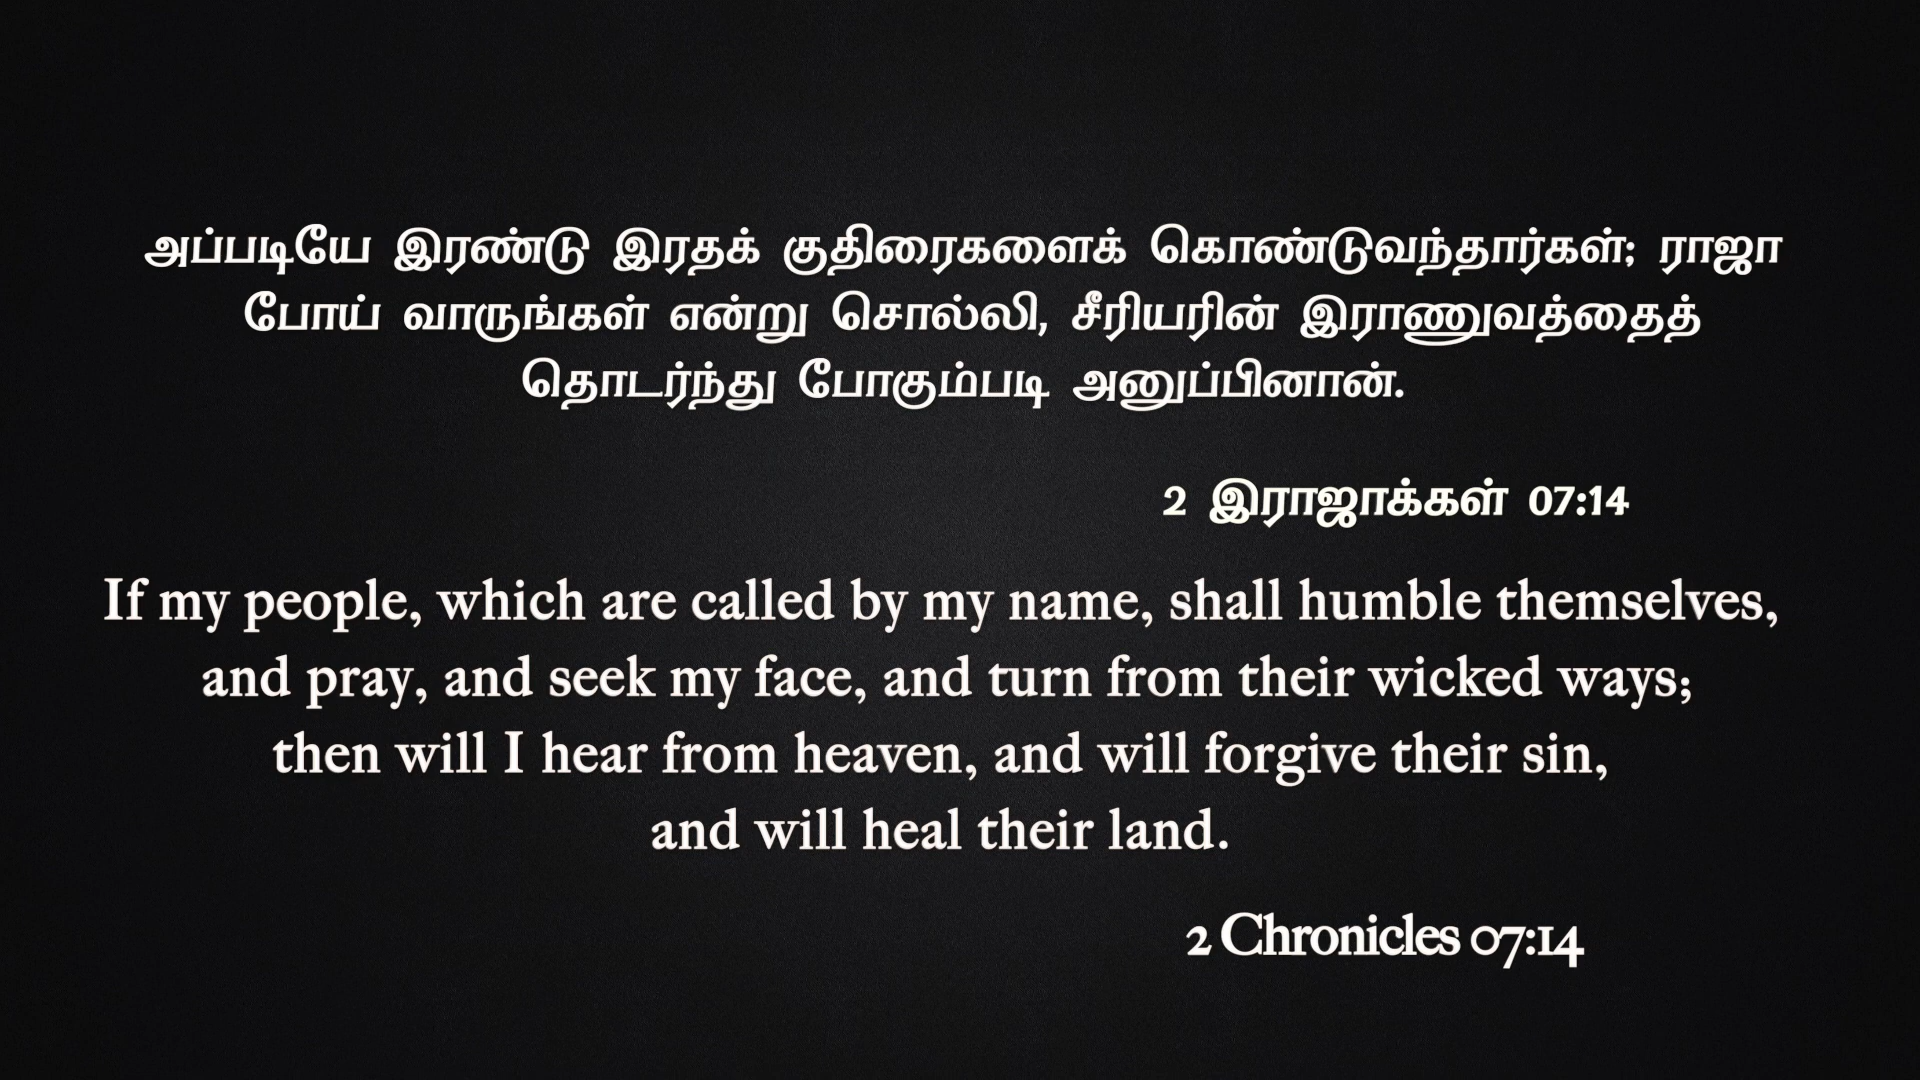 அப்படியே இரண்டு இரதக் குதிரைகளைக் கொண்டுவந்தார்கள்; ராஜா
போய் வாருங்கள் என்று சொல்லி, சீரியரின் இராணுவத்தைத்
தொடர்ந்து போகும்படி அனுப்பினான்.
2 இராஜாக்கள் 07:14
If my people, which are called by my name, shall humble themselves,
and pray, and seek my face, and turn from their wicked ways;
then will I hear from heaven, and will forgive their sin,
and will heal their land.
2 Chronicles 07:14